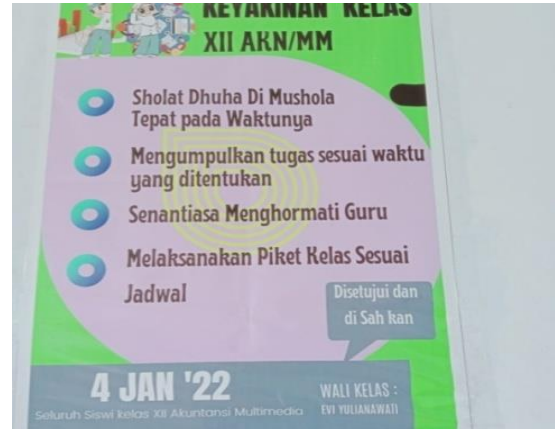 KEYAKINAN KELAS
XII AKN/MM
Sholat Dhuha Di Mushola
Tepat pada Waktunya
Mengumpulkan tugas sesuai waktu
yang ditentukan
Senantiasa Menghormati Guru
Melaksanakan Piket Kelas Sesuai
Jadwal
Disetujui dan
di Sah kan
4 JAN '22
Seluruh Siswi kelas XII Akuntansi Multimedia
WALI KELAS :
EVI YULIANAWATI